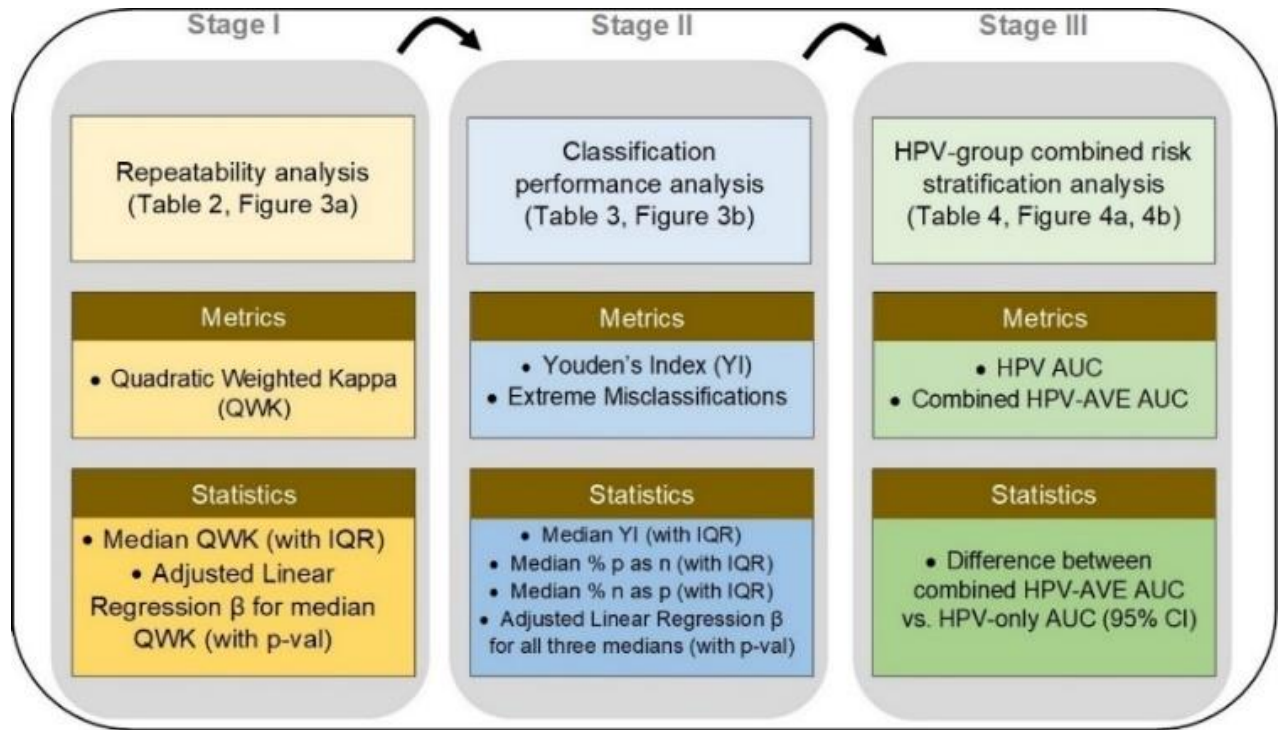 Stage I
Repeatability analysis
(Table 2, Figure 3a)
Metrics
• Quadratic Weighted Kappa
(QWK)
Statistics
• Median QWK (with IQR)
• Adjusted Linear
Regression β for median
QWK (with p-val)
Stage II
Classification
performance analysis
(Table 3, Figure 3b)
Metrics
• Youden's Index (YI)
• Extreme Misclassifications
Statistics
• Median YI (with IQR)
• Median % p as n (with IQR)
• Median % n as p (with IQR)
• Adjusted Linear Regression β
for all three medians (with p-val)
Stage III
HPV-group combined risk
stratification analysis
(Table 4, Figure 4a, 4b)
Metrics
• HPV AUC
• Combined HPV-AVE AUC
Statistics
• Difference between
combined HPV-AVE AUC
vs. HPV-only AUC (95% CI)